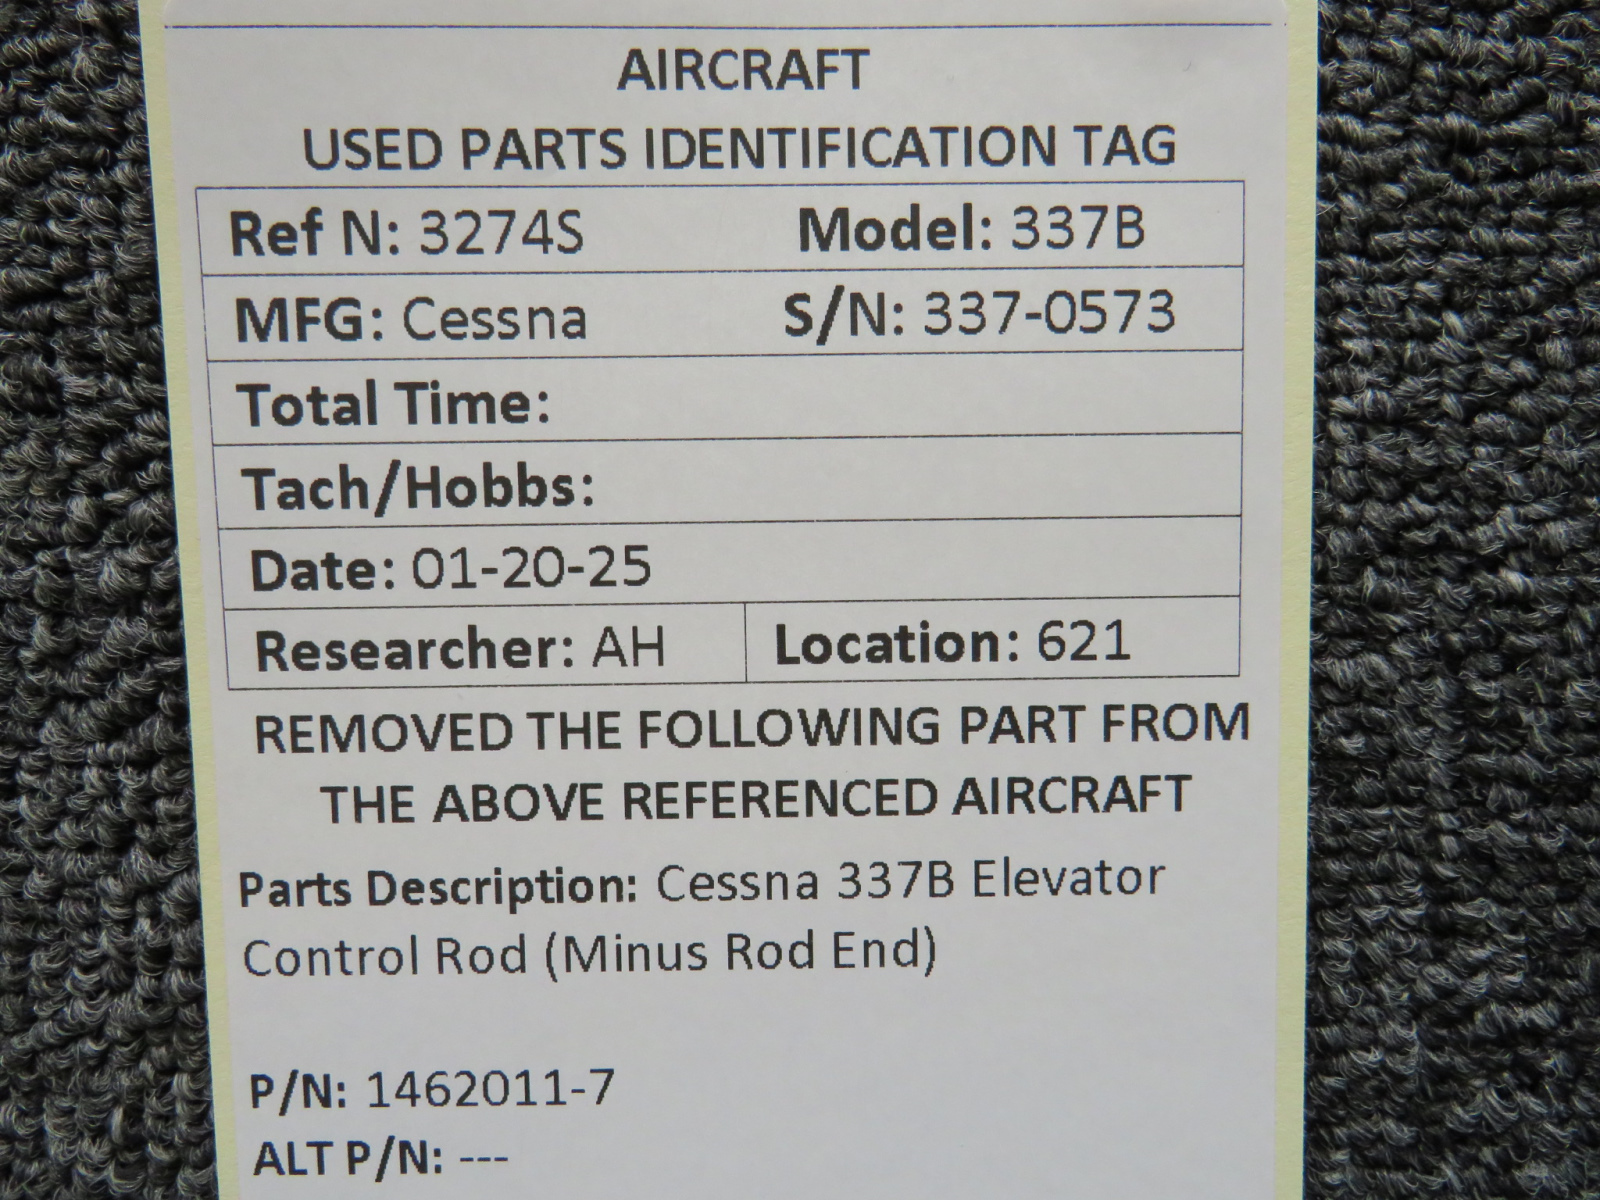 AIRCRAFT
USED PARTS IDENTIFICATION TAG
Ref N: 3274S Model: 337B
MFG: Cessna S/N: 337-0573
Total Time:
Tach/Hobbs:
Date: 01-20-25
Researcher: AH Location: 621
REMOVED THE FOLLOWING PART FROM
THE ABOVE REFERENCED AIRCRAFT
Parts Description: Cessna 337B Elevator
Control Rod (Minus Rod End)
P/N: 1462011-7
ALT P/N: ---